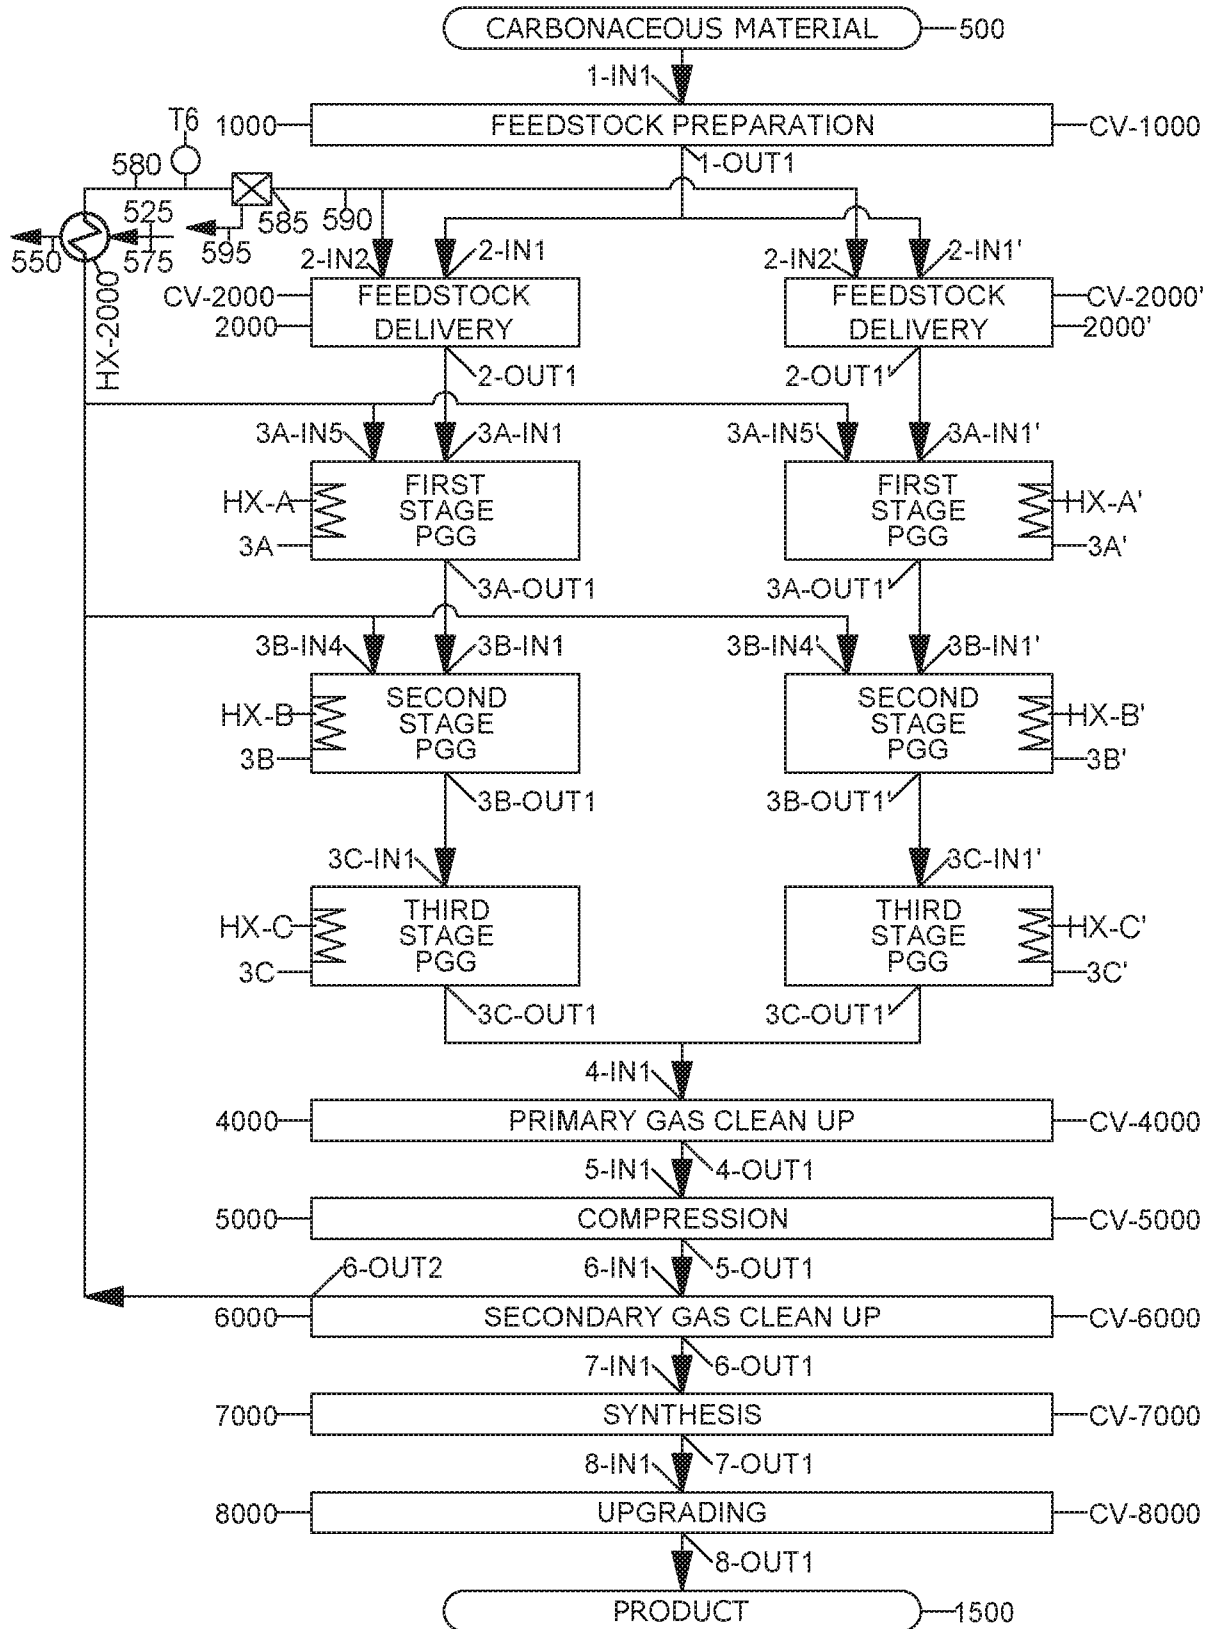 CARBONACEOUS MATERIAL 500
1-IN1
T6
1000 FEEDSTOCK PREPARATION CV-1000
580 1-OUT1
525 585 590
550 575 595
HX-2000
2-IN2 2-IN1 2-IN2' 2-IN1'
CV-2000 FEEDSTOCK FEEDSTOCK CV-2000'
2000 DELIVERY DELIVERY 2000'
2-OUT1 2-OUT1'
3A-IN5 3A-IN1 3A-IN5' 3A-IN1'
FIRST FIRST
HX-A STAGE STAGE HX-A'
PGG PGG
3A 3A'
3A-OUT1 3A-OUT1'
3B-IN4 3B-IN1 3B-IN4' 3B-IN1'
SECOND SECOND
HX-B STAGE STAGE HX-B'
PGG PGG
3B 3B'
3B-OUT1 3B-OUT1'
3C-IN1 3C-IN1'
THIRD THIRD
HX-C STAGE STAGE HX-C'
PGG PGG
3C 3C'
3C-OUT1 3C-OUT1'
4-IN1
4000 PRIMARY GAS CLEAN UP CV-4000
5-IN1 4-OUT1
5000 COMPRESSION CV-5000
6-OUT2 6-IN1 5-OUT1
6000 SECONDARY GAS CLEAN UP CV-6000
7-IN1 6-OUT1
7000 SYNTHESIS CV-7000
8-IN1 7-OUT1
8000 UPGRADING CV-8000
8-OUT1
PRODUCT 1500